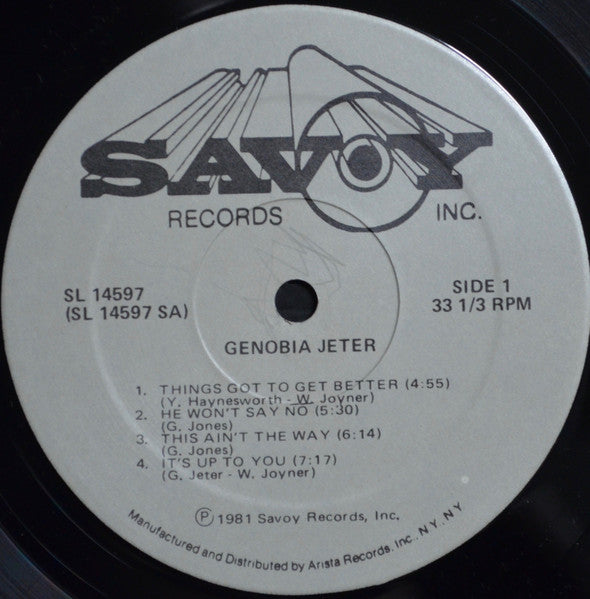 SAVOY
RECORDS INC.
SL 14597
(SL 14597 SA)
SIDE 1
33 1/3 RPM
GENOBIA JETER
1. THINGS GOT TO GET BETTER (4:55)
(Y. Haynesworth - W. Joyner)
2. HE WON'T SAY NO (5:30)
(G. Jones)
3. THIS AIN'T THE WAY (6:14)
(G. Jones)
4. IT'S UP TO YOU (7:17)
(G. Jeter - W. Joyner)
Ⓟ 1981 Savoy Records, Inc.
Manufactured and Distributed by Arista Records, Inc., N.Y., N.Y.